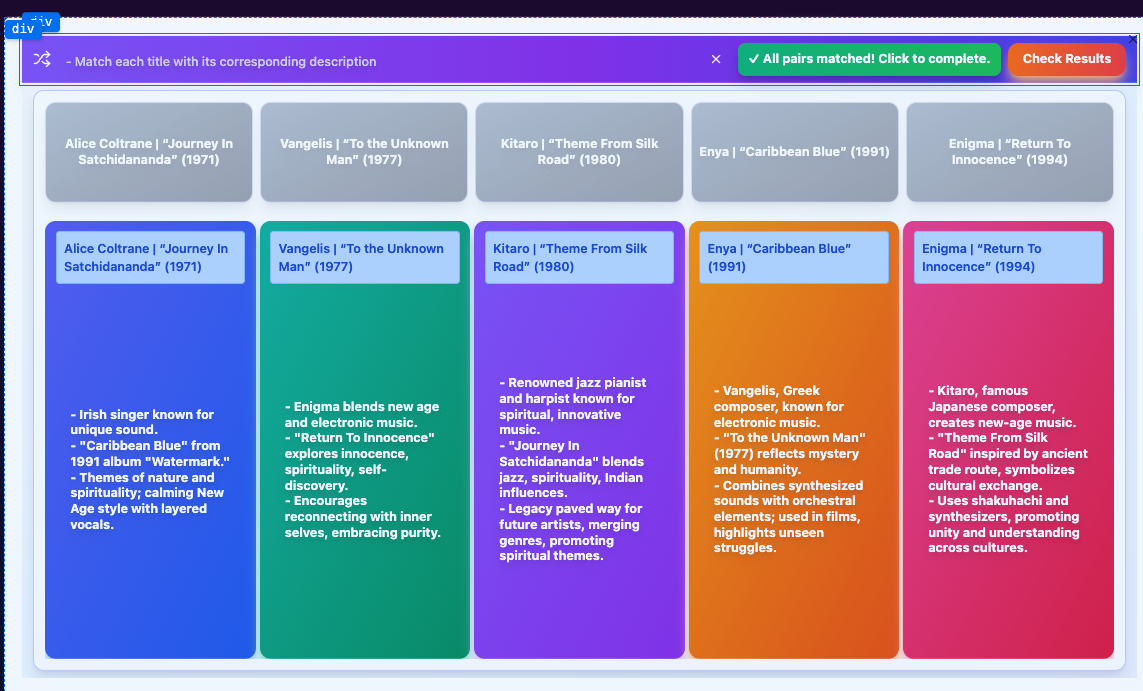 div
div
- Match each title with its corresponding description
✓ All pairs matched! Click to complete.
Check Results
Alice Coltrane | “Journey In
Satchidananda” (1971)
Vangelis | “To the Unknown
Man” (1977)
Kitaro | “Theme From Silk
Road” (1980)
Enya | “Caribbean Blue” (1991)
Enigma | “Return To
Innocence” (1994)
Alice Coltrane | “Journey In
Satchidananda” (1971)
- Irish singer known for
unique sound.
- "Caribbean Blue" from
1991 album "Watermark."
- Themes of nature and
spirituality; calming New
Age style with layered
vocals.
Vangelis | “To the Unknown
Man” (1977)
- Enigma blends new age
and electronic music.
- "Return To Innocence"
explores innocence,
spirituality, self-
discovery.
- Encourages
reconnecting with inner
selves, embracing purity.
Kitaro | “Theme From Silk
Road” (1980)
- Renowned jazz pianist
and harpist known for
spiritual, innovative
music.
- "Journey In
Satchidananda" blends
jazz, spirituality, Indian
influences.
- Legacy paved way for
future artists, merging
genres, promoting
spiritual themes.
Enya | “Caribbean Blue”
(1991)
- Vangelis, Greek
composer, known for
electronic music.
- "To the Unknown Man"
(1977) reflects mystery
and humanity.
- Combines synthesized
sounds with orchestral
elements; used in films,
highlights unseen
struggles.
Enigma | “Return To
Innocence” (1994)
- Kitaro, famous
Japanese composer,
creates new-age music.
- "Theme From Silk
Road" inspired by ancient
trade route, symbolizes
cultural exchange.
- Uses shakuhachi and
synthesizers, promoting
unity and understanding
across cultures.